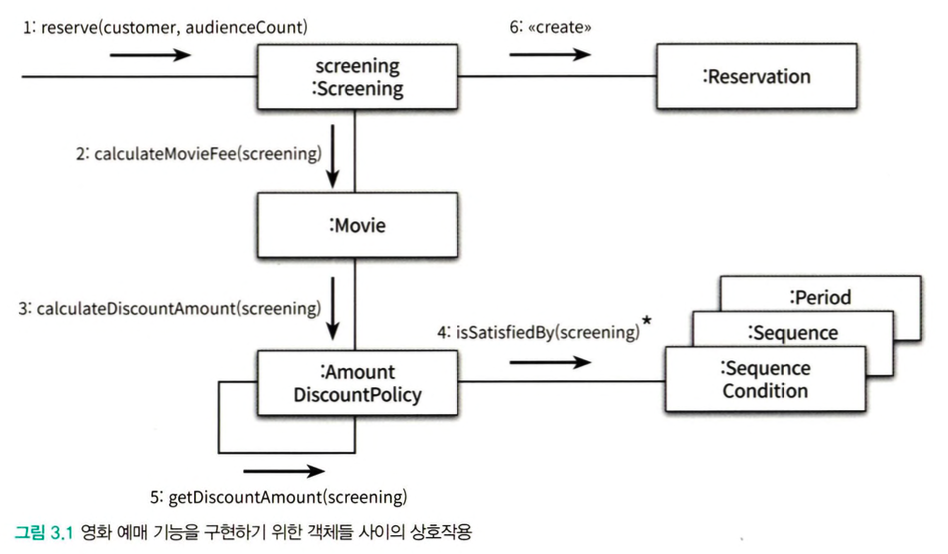 1: reserve(customer, audienceCount)
6: «create»
screening
:Screening
:Reservation
2: calculateMovieFee(screening)
:Movie
3: calculateDiscountAmount(screening)
:Period
4: isSatisfiedBy(screening)*
:Sequence
:Amount
DiscountPolicy
:Sequence
Condition
5: getDiscountAmount(screening)
그림 3.1 영화 예매 기능을 구현하기 위한 객체들 사이의 상호작용